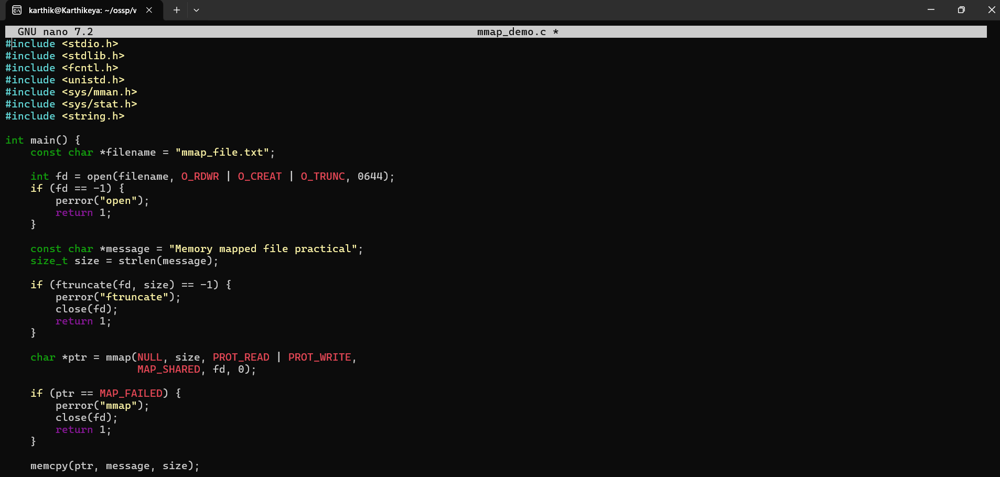 karthik@Karthikeya: ~/ossp/v
GNU nano 7.2 mmap_demo.c *
#include <stdio.h>
#include <stdlib.h>
#include <fcntl.h>
#include <unistd.h>
#include <sys/mman.h>
#include <sys/stat.h>
#include <string.h>

int main() {
    const char *filename = "mmap_file.txt";

    int fd = open(filename, O_RDWR | O_CREAT | O_TRUNC, 0644);
    if (fd == -1) {
        perror("open");
        return 1;
    }

    const char *message = "Memory mapped file practical";
    size_t size = strlen(message);

    if (ftruncate(fd, size) == -1) {
        perror("ftruncate");
        close(fd);
        return 1;
    }

    char *ptr = mmap(NULL, size, PROT_READ | PROT_WRITE,
                     MAP_SHARED, fd, 0);

    if (ptr == MAP_FAILED) {
        perror("mmap");
        close(fd);
        return 1;
    }

    memcpy(ptr, message, size);